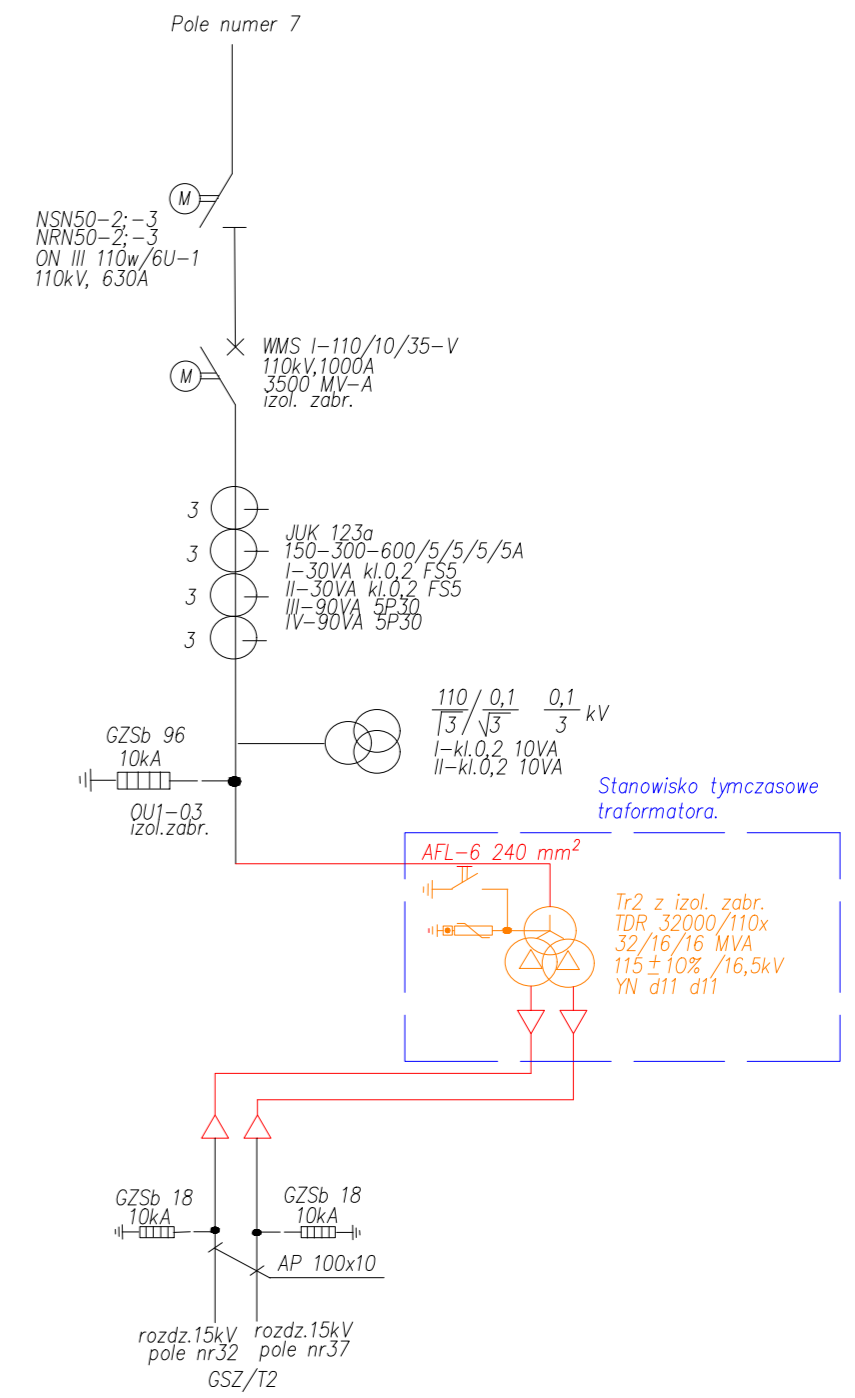 Pole numer 7
M
NSN50-2;-3
NRN50-2;-3
ON III 110w/6U-1
110kV, 630A
M
WMS I-110/10/35-V
110kV,1000A
3500 MV-A
izol. zabr.
3
3
3
3
JUK 123a
150-300-600/5/5/5/5A
I-30VA kl.0,2 FS5
II-30VA kl.0,2 FS5
III-90VA 5P30
IV-90VA 5P30
110/√3 / 0,1/√3 0,1/3 kV
I-kl.0,2 10VA
II-kl.0,2 10VA
GZSb 96
10kA
OU1-03
izol.zabr.
Stanowisko tymczasowe
traformatora.
AFL-6 240 mm²
Tr2 z izol. zabr.
TDR 32000/110x
32/16/16 MVA
115±10% /16,5kV
YN d11 d11
GZSb 18
10kA
GZSb 18
10kA
AP 100x10
rozdz.15kV
pole nr32
rozdz.15kV
pole nr37
GSZ/T2